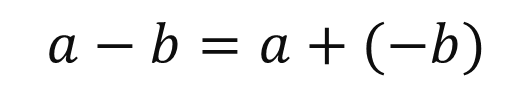 a − b = a + (−b)